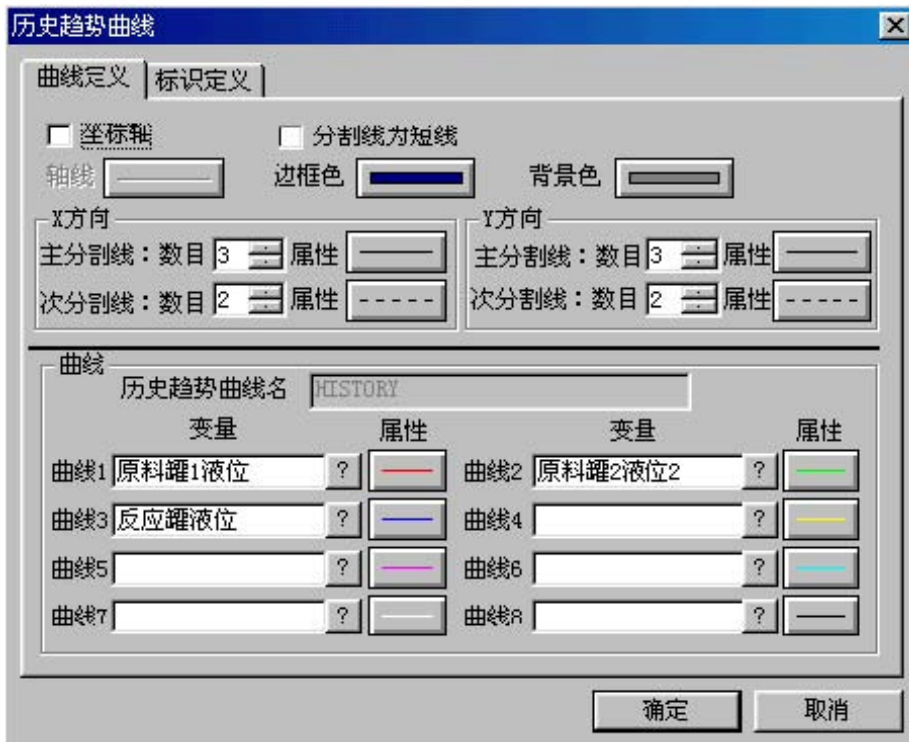 历史趋势曲线
曲线定义 标识定义
坐标轴 分割线为短线
轴线 边框色 背景色
X方向 Y方向
主分割线：数目 3 属性 主分割线：数目 3 属性
次分割线：数目 2 属性 次分割线：数目 2 属性
曲线
历史趋势曲线名 HISTORY
变量 属性 变量 属性
曲线1 原料罐1液位 ? 曲线2 原料罐2液位2 ?
曲线3 反应罐液位 ? 曲线4 ?
曲线5 ? 曲线6 ?
曲线7 ? 曲线8 ?
确定 取消